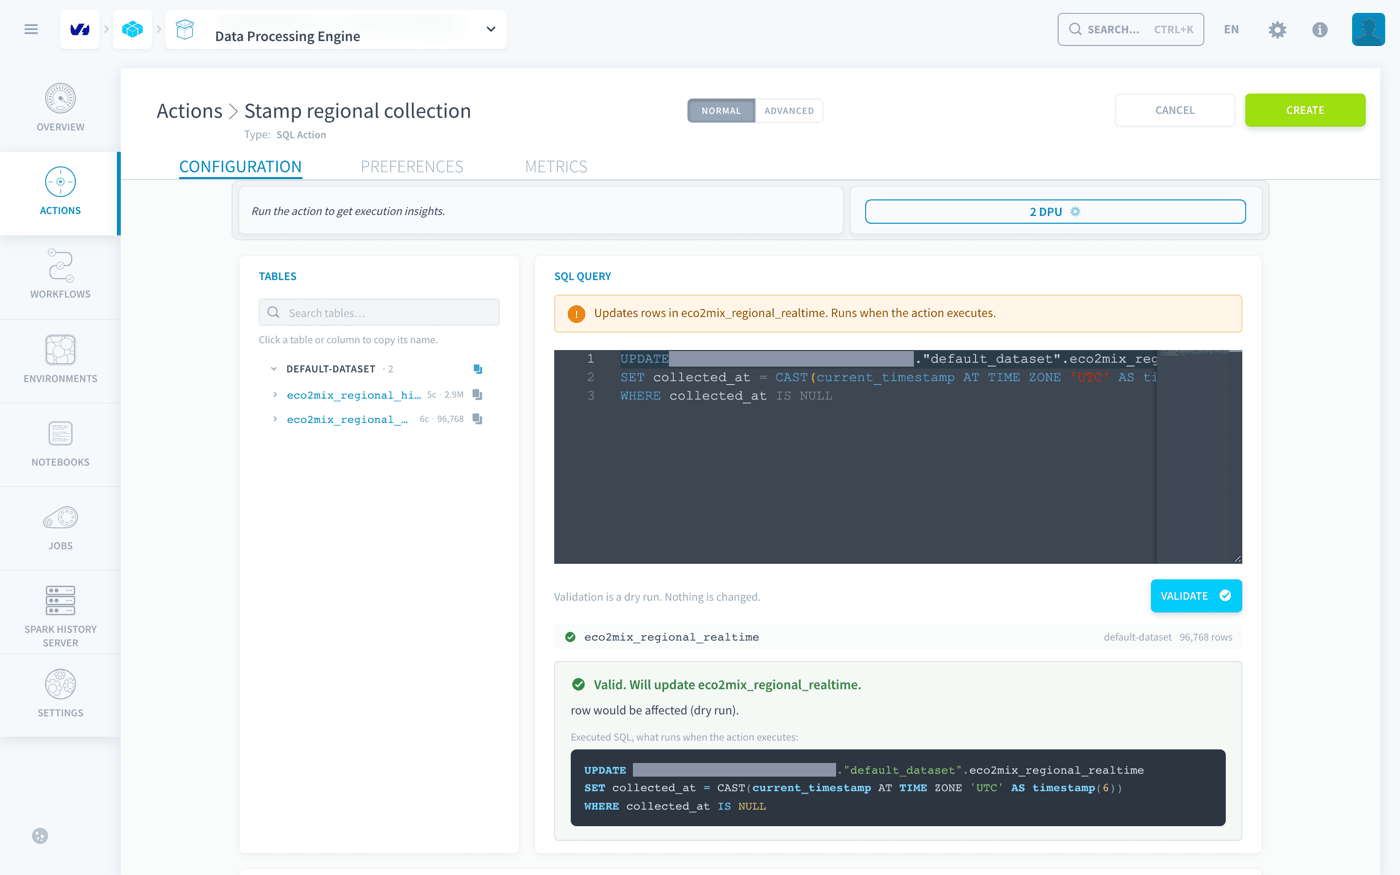 Data Processing Engine
SEARCH... CTRL+K
EN
OVERVIEW
ACTIONS
WORKFLOWS
ENVIRONMENTS
NOTEBOOKS
JOBS
SPARK HISTORY
SERVER
SETTINGS
Actions > Stamp regional collection
Type: SQL Action
NORMAL ADVANCED
CANCEL
CREATE
CONFIGURATION PREFERENCES METRICS
Run the action to get execution insights.
2 DPU
TABLES
Search tables...
Click a table or column to copy its name.
DEFAULT-DATASET · 2
eco2mix_regional_hi... 5c · 2.9M
eco2mix_regional_... 6c · 96,768
SQL QUERY
! Updates rows in eco2mix_regional_realtime. Runs when the action executes.
1 UPDATE ."default_dataset".eco2mix_reg
2 SET collected_at = CAST(current_timestamp AT TIME ZONE 'UTC' AS ti
3 WHERE collected_at IS NULL
Validation is a dry run. Nothing is changed.
VALIDATE
eco2mix_regional_realtime default-dataset 96,768 rows
Valid. Will update eco2mix_regional_realtime.
row would be affected (dry run).
Executed SQL, what runs when the action executes:
UPDATE ."default_dataset".eco2mix_regional_realtime
SET collected_at = CAST(current_timestamp AT TIME ZONE 'UTC' AS timestamp(6))
WHERE collected_at IS NULL